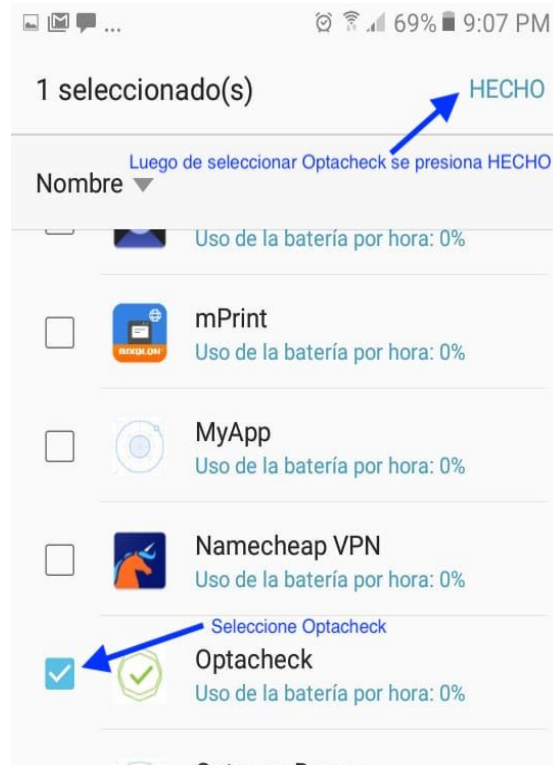 ... 69% 9:07 PM
1 seleccionado(s) HECHO
Luego de seleccionar Optacheck se presiona HECHO
Nombre
Uso de la batería por hora: 0%
mPrint
BIXOLON
Uso de la batería por hora: 0%
MyApp
Uso de la batería por hora: 0%
Namecheap VPN
Uso de la batería por hora: 0%
Seleccione Optacheck
Optacheck
Uso de la batería por hora: 0%